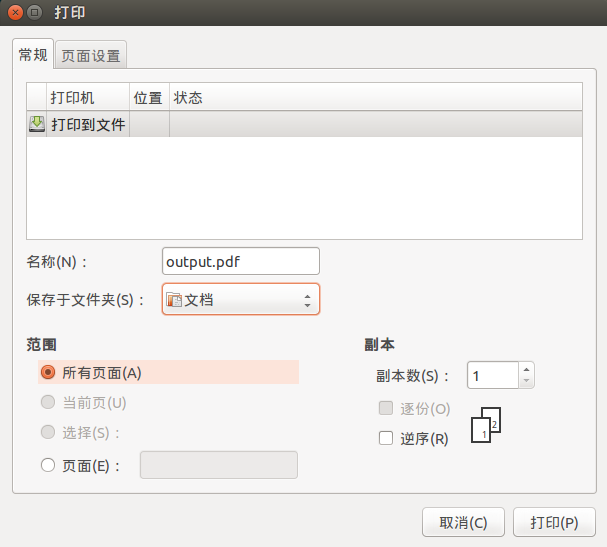 打印
常规 页面设置
打印机 位置 状态
打印到文件
名称(N)： output.pdf
保存于文件夹(S)： 文档
范围
所有页面(A)
当前页(U)
选择(S)：
页面(E)：
副本
副本数(S)： 1
逐份(O)
逆序(R)
1 2
取消(C) 打印(P)